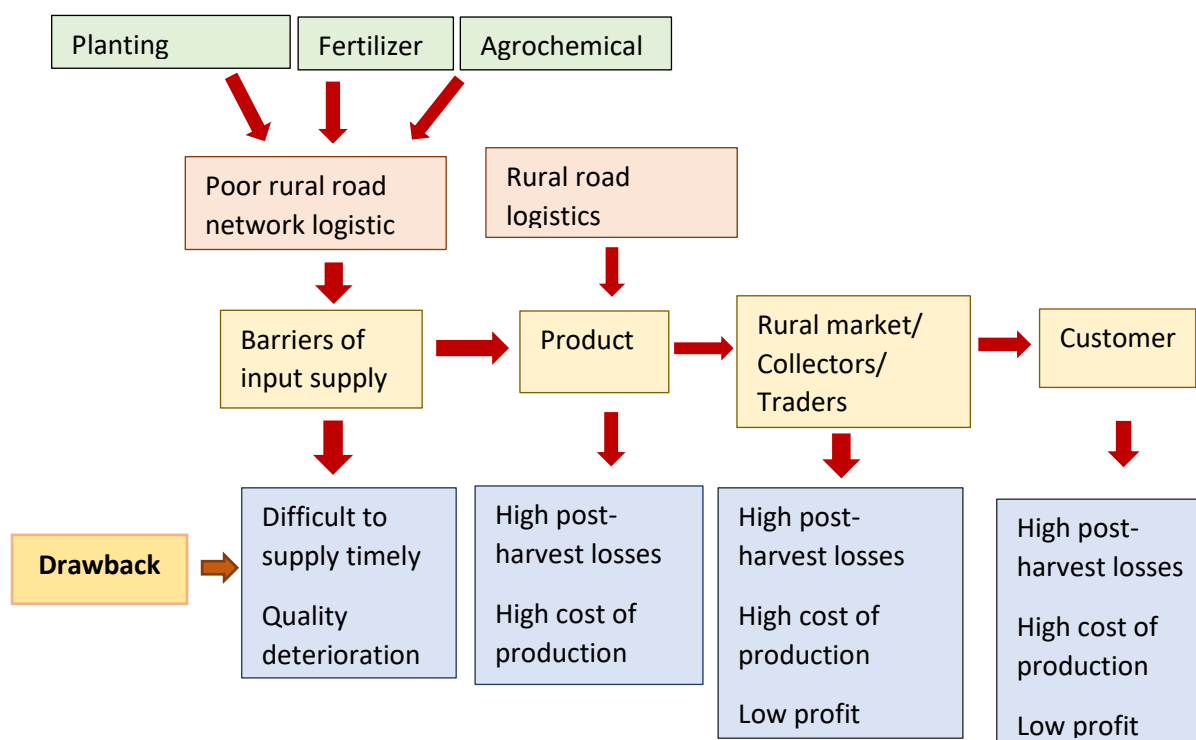 Planting
Fertilizer
Agrochemical
Poor rural road
network logistic
Rural road
logistics
Barriers of
input supply
Product
Rural market/
Collectors/
Traders
Customer
Drawback
Difficult to
supply timely
Quality
deterioration
High post-
harvest losses
High cost of
production
High post-
harvest losses
High cost of
production
Low profit
High post-
harvest losses
High cost of
production
Low profit